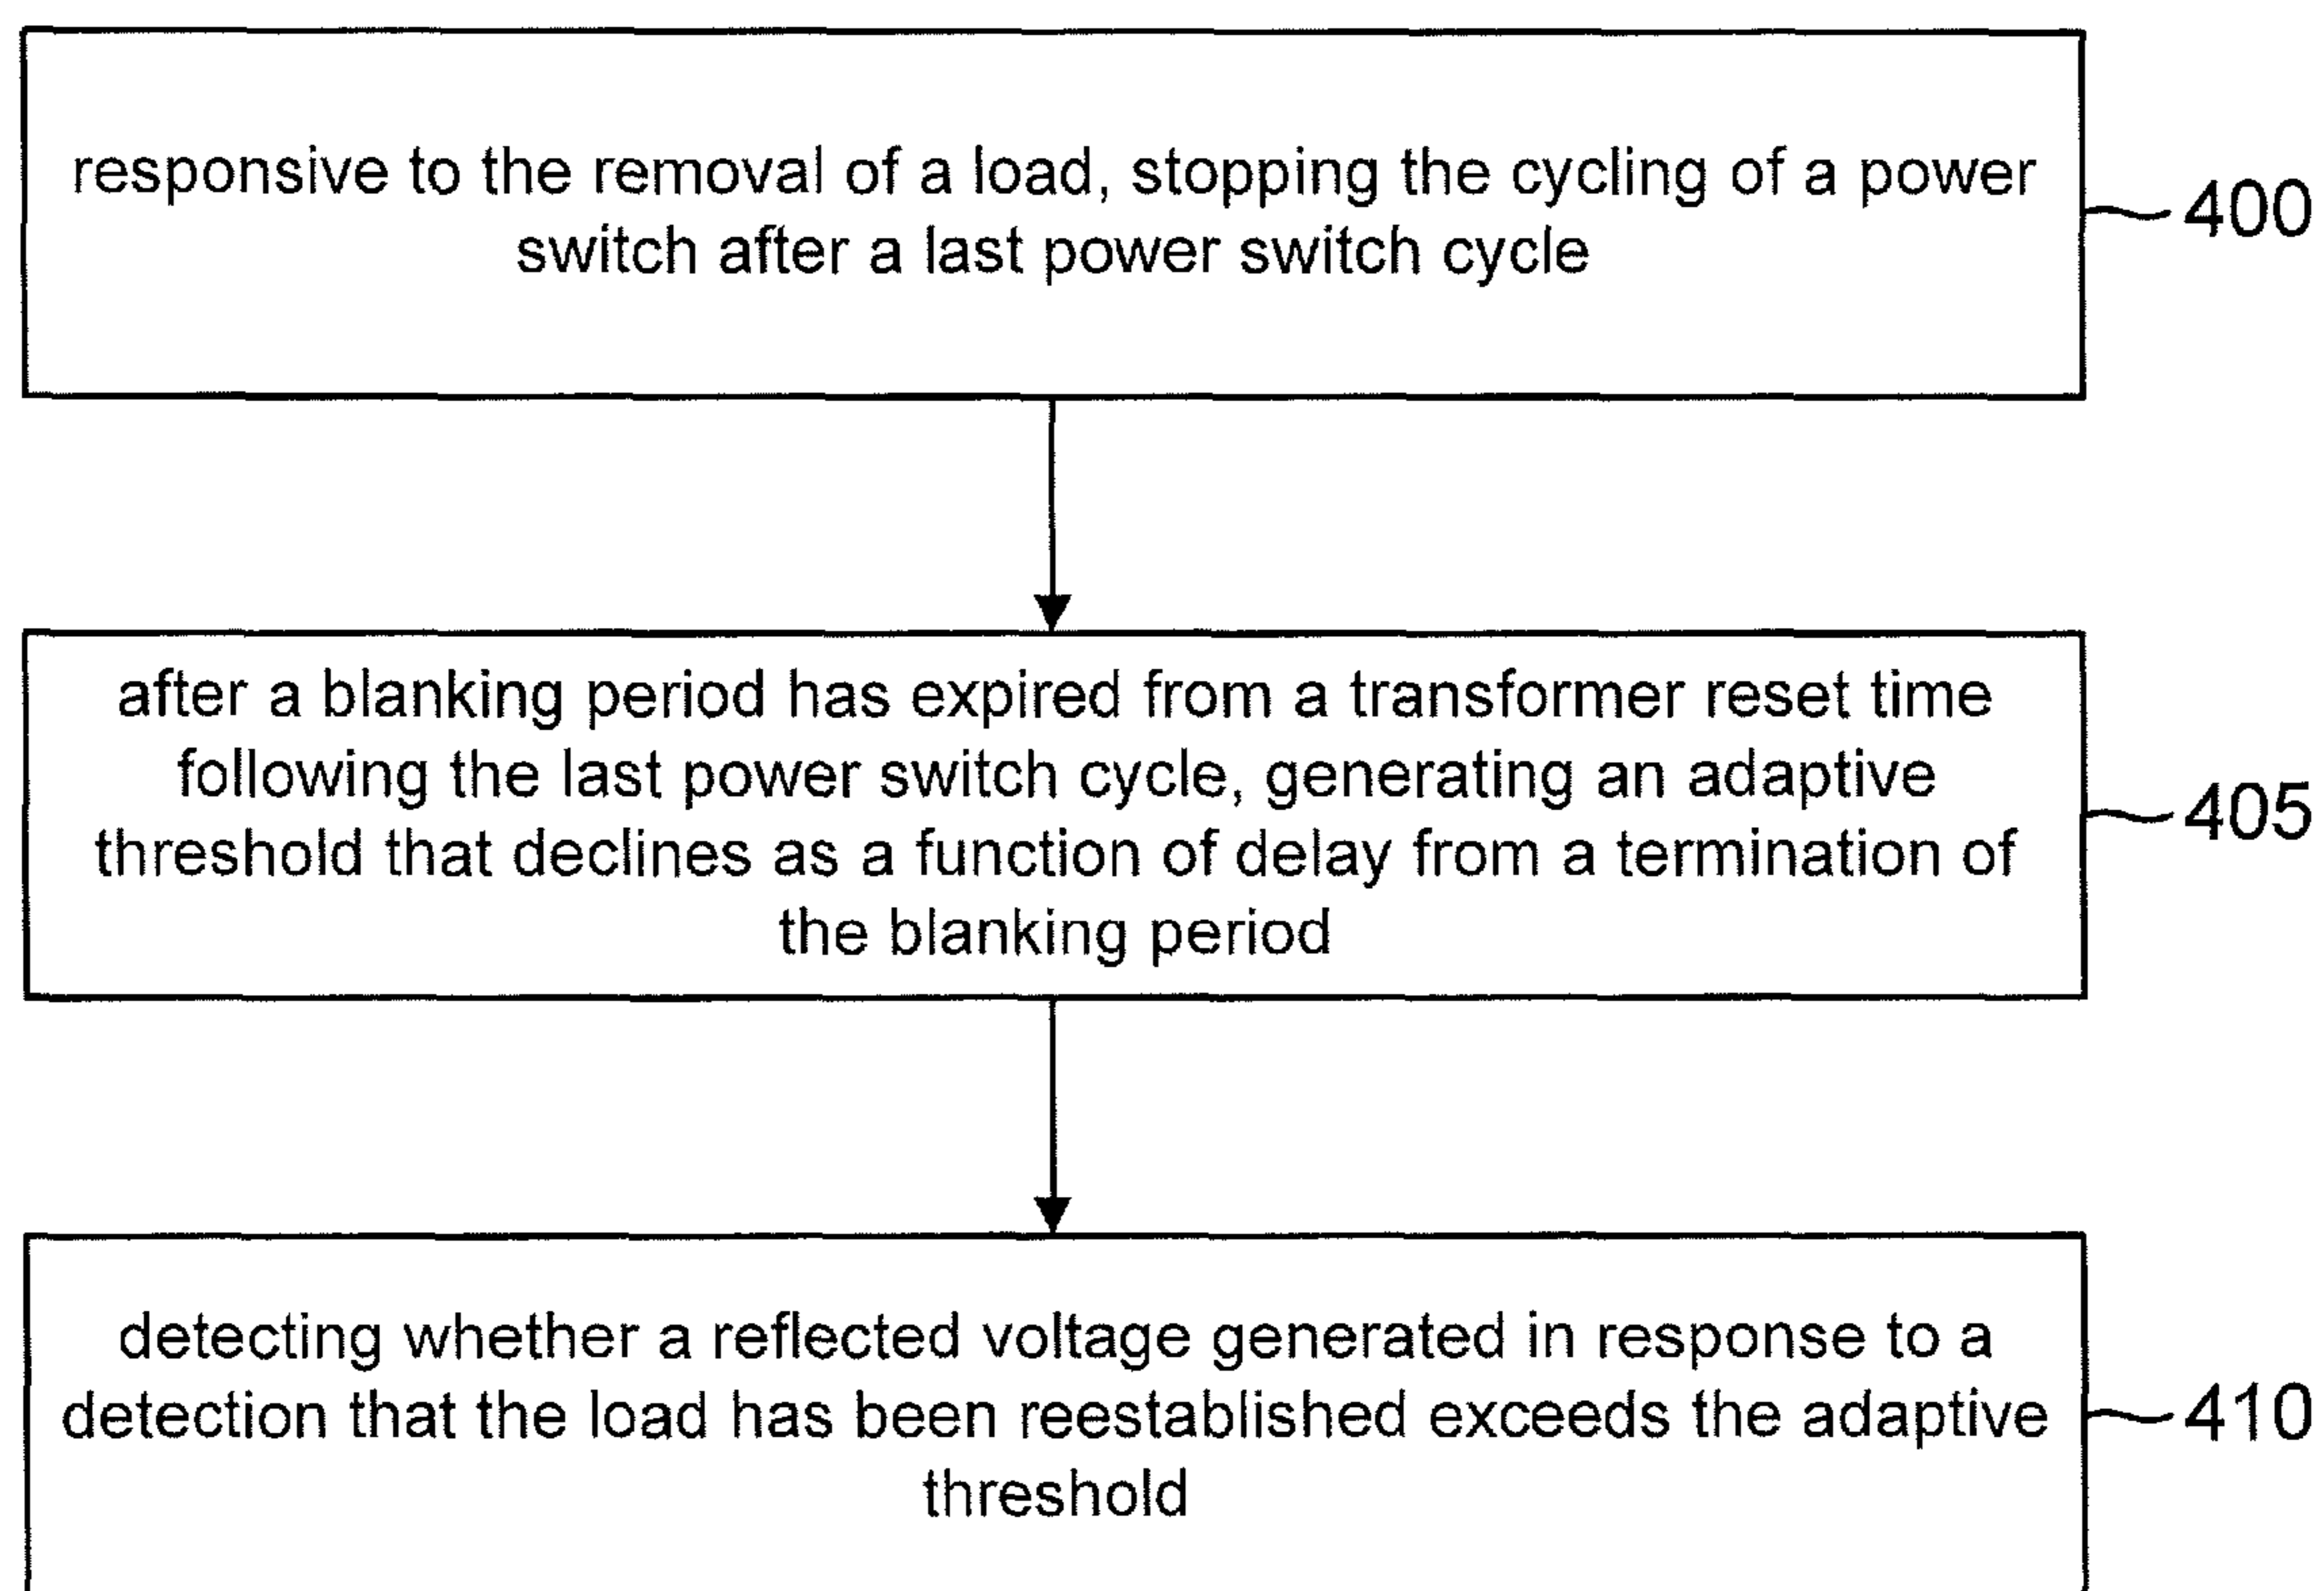 responsive to the removal of a load, stopping the cycling of a power
switch after a last power switch cycle
400
after a blanking period has expired from a transformer reset time
following the last power switch cycle, generating an adaptive
threshold that declines as a function of delay from a termination of
the blanking period
405
detecting whether a reflected voltage generated in response to a
detection that the load has been reestablished exceeds the adaptive
threshold
410